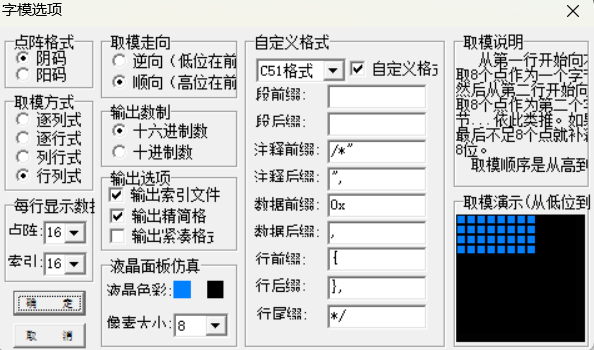 字模选项
点阵格式
阴码
阳码
取模方式
逐列式
逐行式
列行式
行列式
每行显示数据
点阵: 16
索引: 16
确 定
取 消
取模走向
逆向（低位在前
顺向（高位在前
输出数制
十六进制数
十进制数
输出选项
输出索引文件
输出精简格
输出紧凑格式
液晶面板仿真
液晶色彩:
像素大小: 8
自定义格式
C51格式
自定义格式
段前缀:
段后缀:
注释前缀: /*"
注释后缀: ",
数据前缀: 0x
数据后缀: ,
行前缀: {
行后缀: },
行尾缀: */
取模说明
从第一行开始向
取8个点作为一个字
然后从第二行开始向
取8个点作为第二个字
节...依此类推。如果
最后不足8个点就补
8位。
取模顺序是从高到
取模演示(从低位到